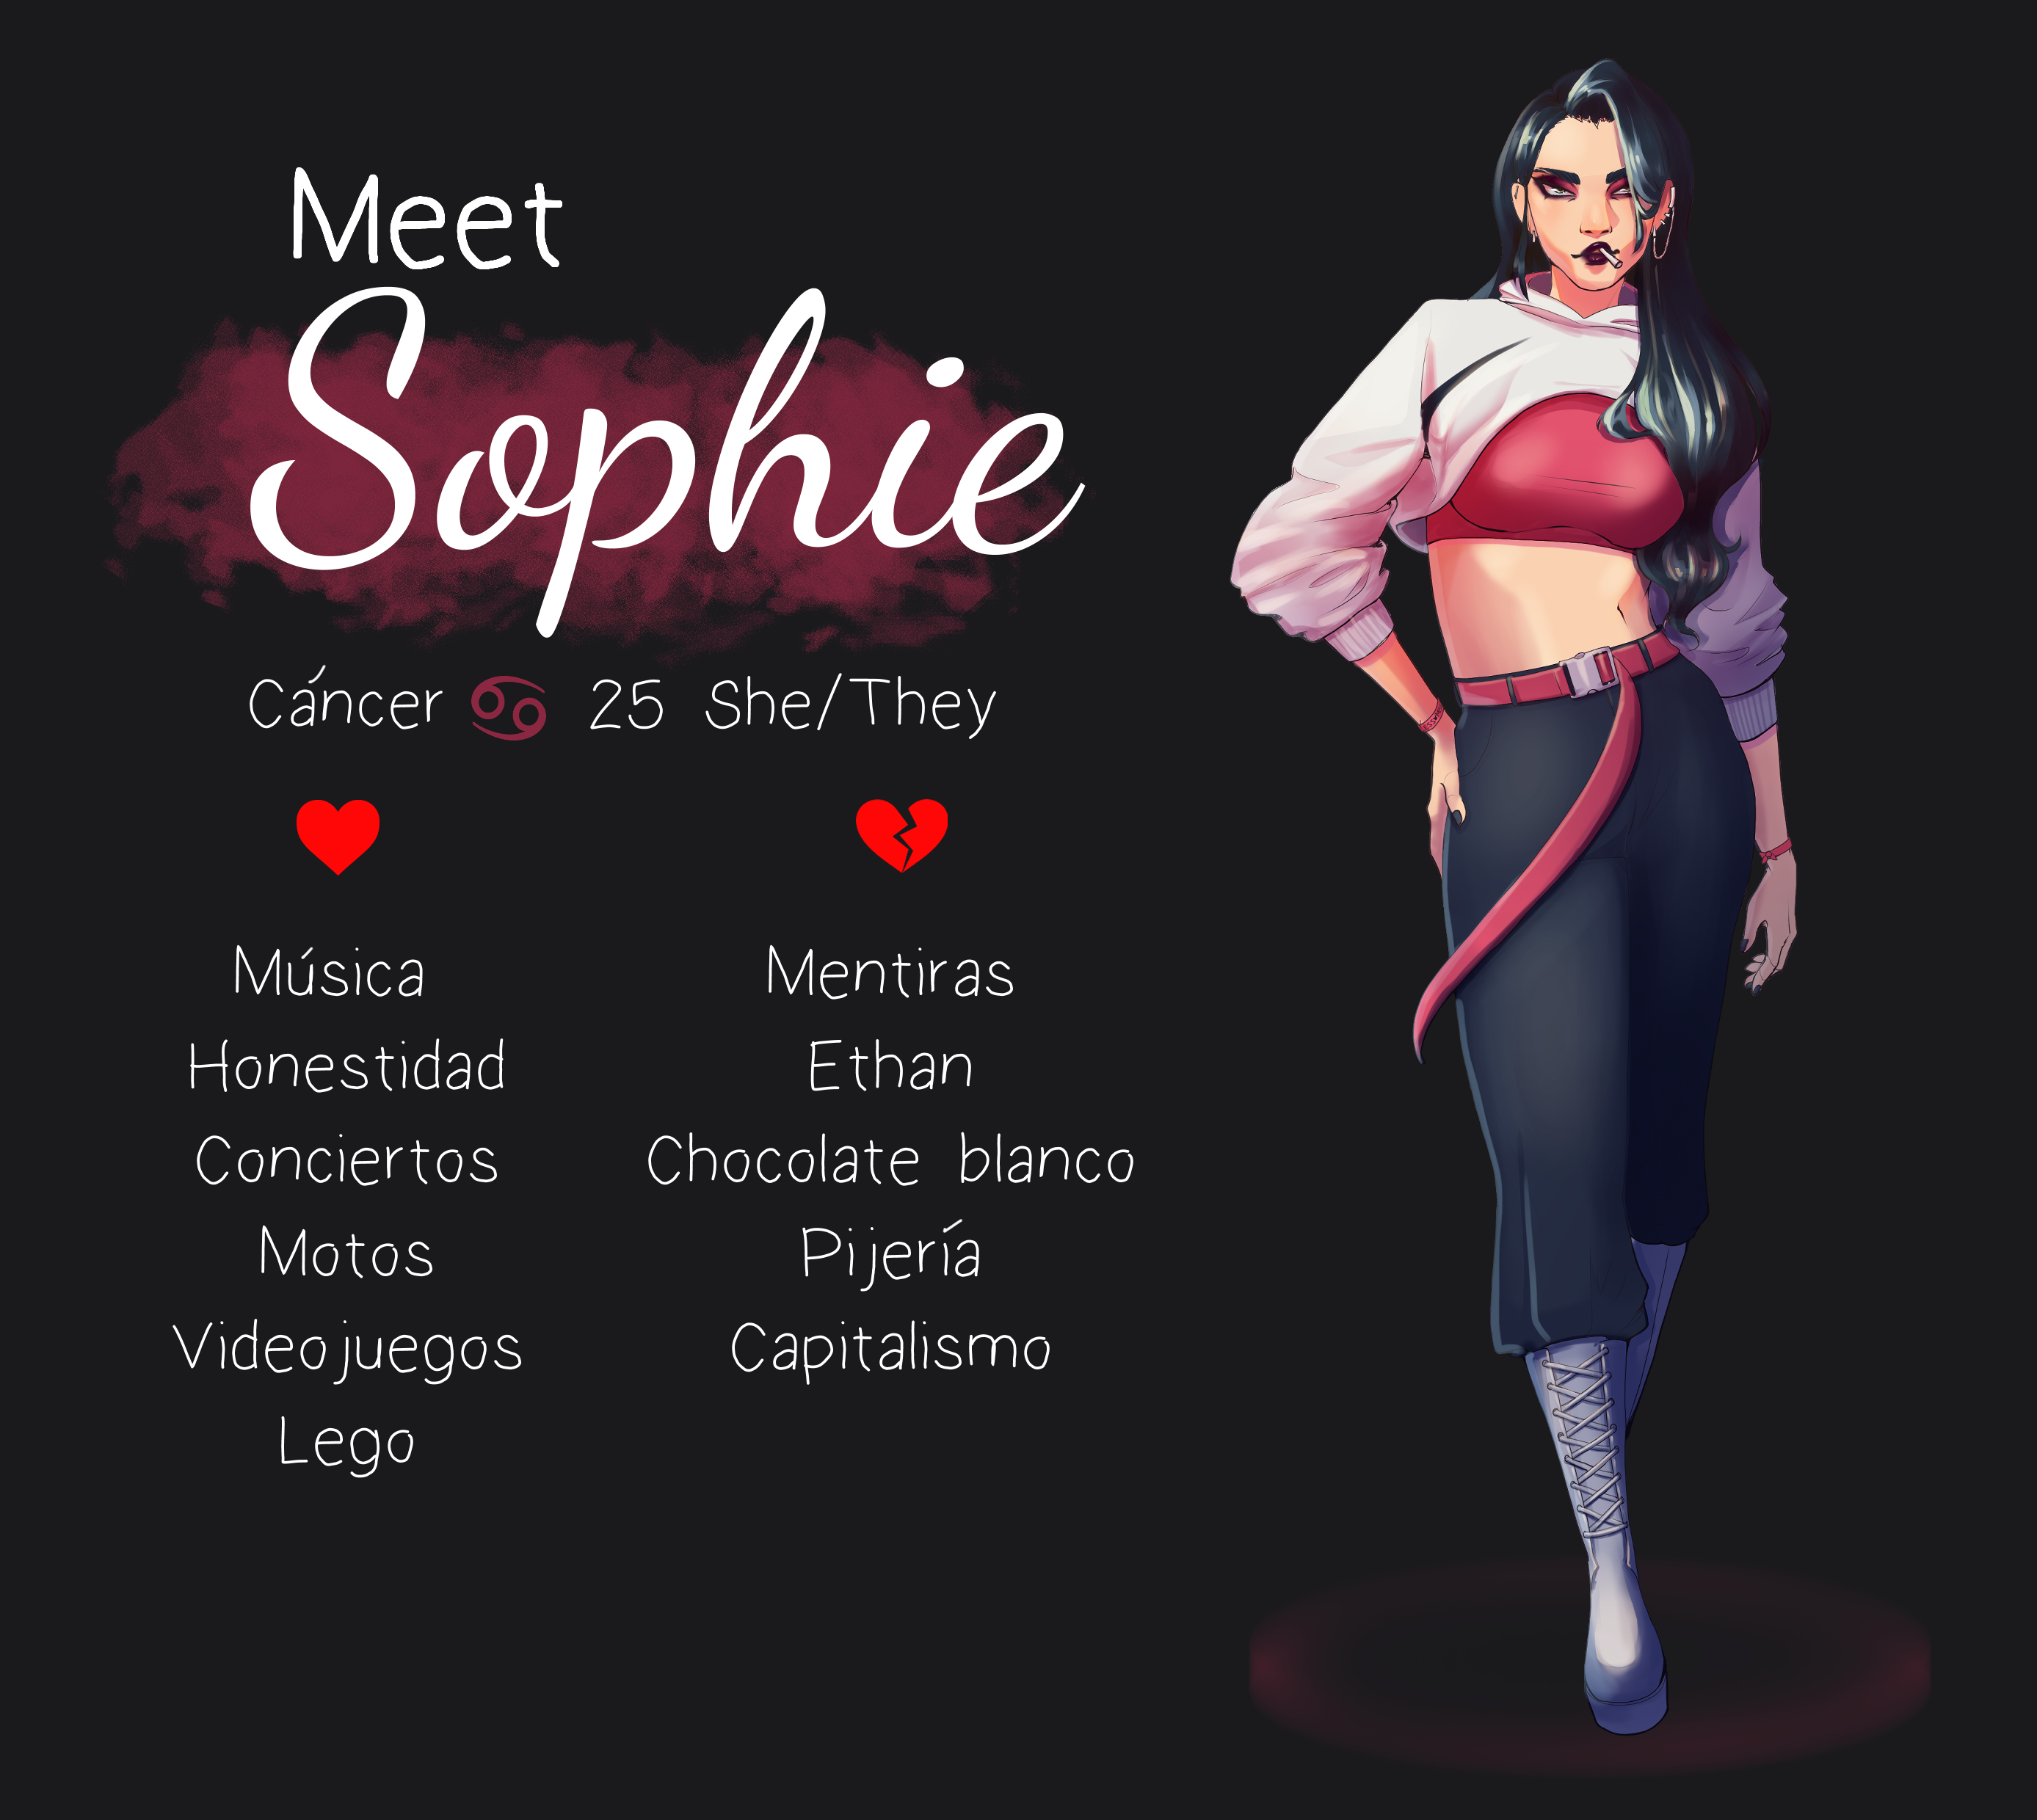 Meet
Sophie
Cáncer ♋ 25 She/They
Música
Honestidad
Conciertos
Motos
Videojuegos
Lego
Mentiras
Ethan
Chocolate blanco
Pijería
Capitalismo